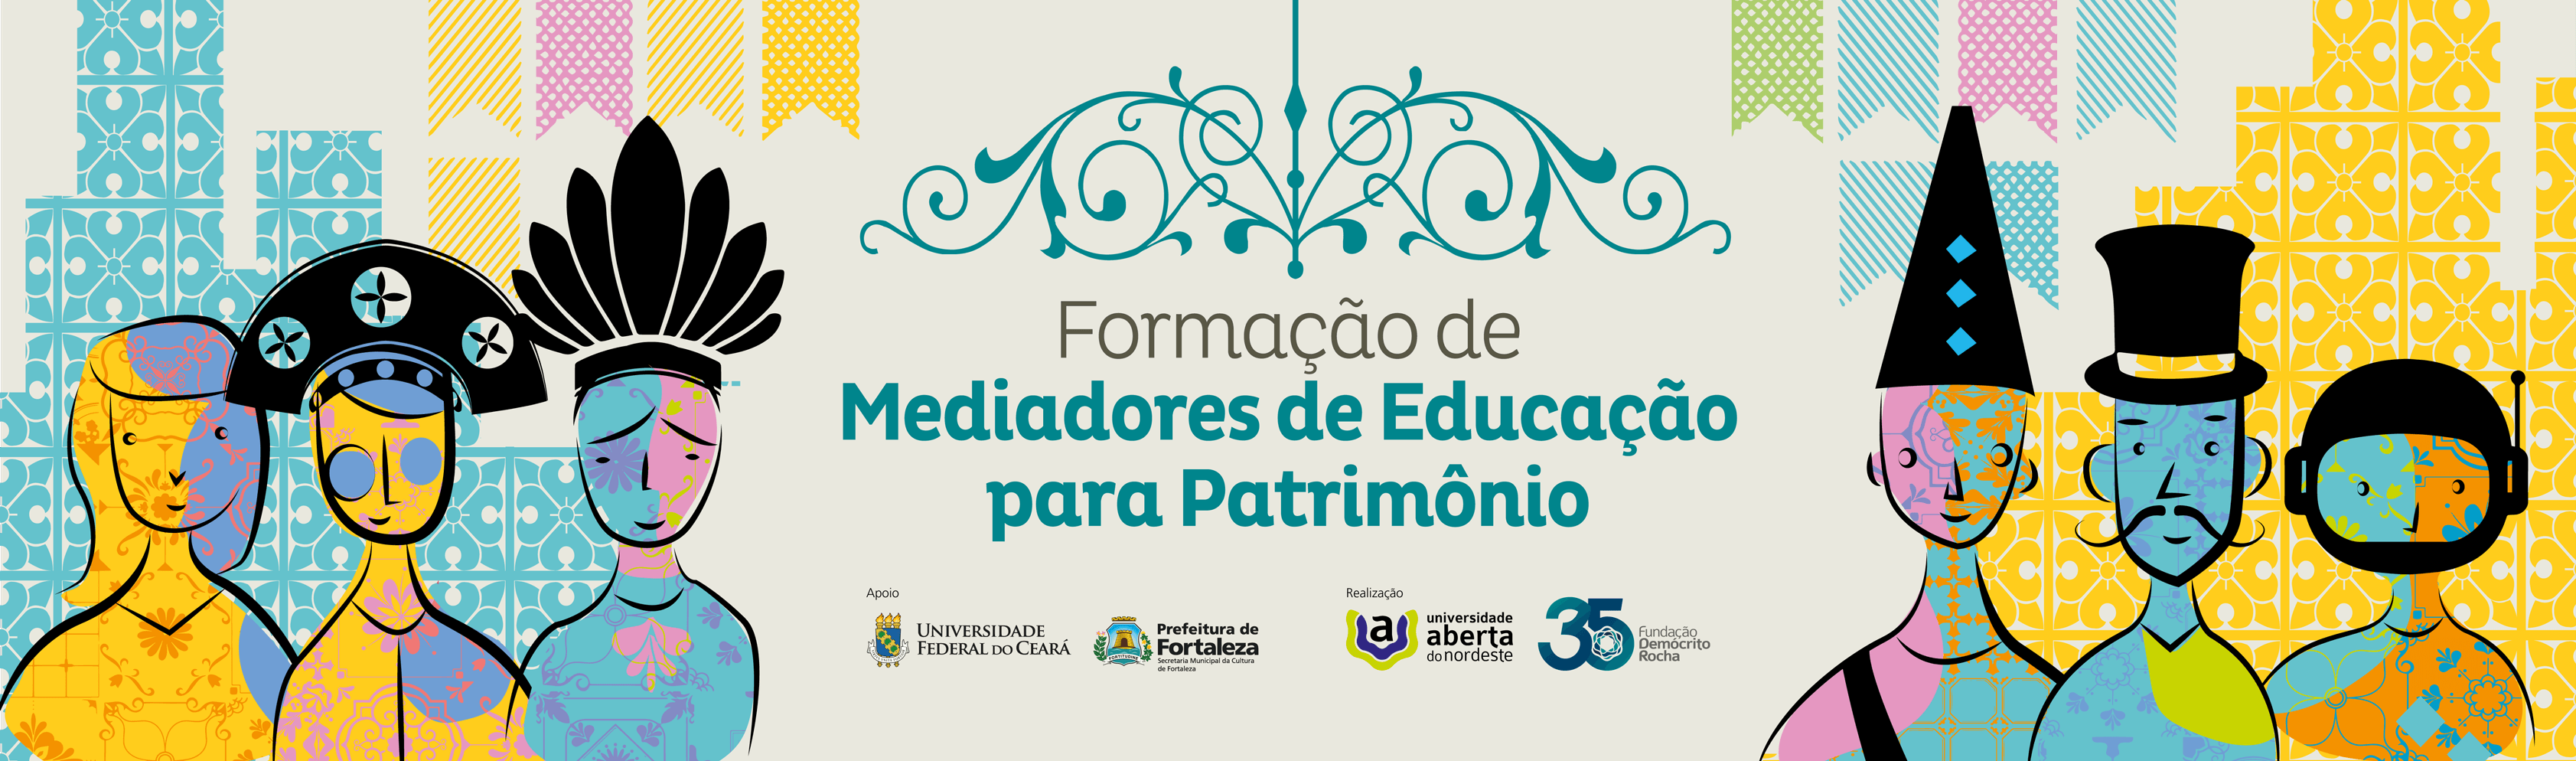 Formação de
Mediadores de Educação
para Patrimônio
Apoio
UNIVERSIDADE
FEDERAL DO CEARÁ
FORTITUDINE
Prefeitura de
Fortaleza
Secretaria Municipal da Cultura
de Fortaleza
Realização
a
universidade
aberta
do nordeste
35
Fundação
Demócrito
Rocha